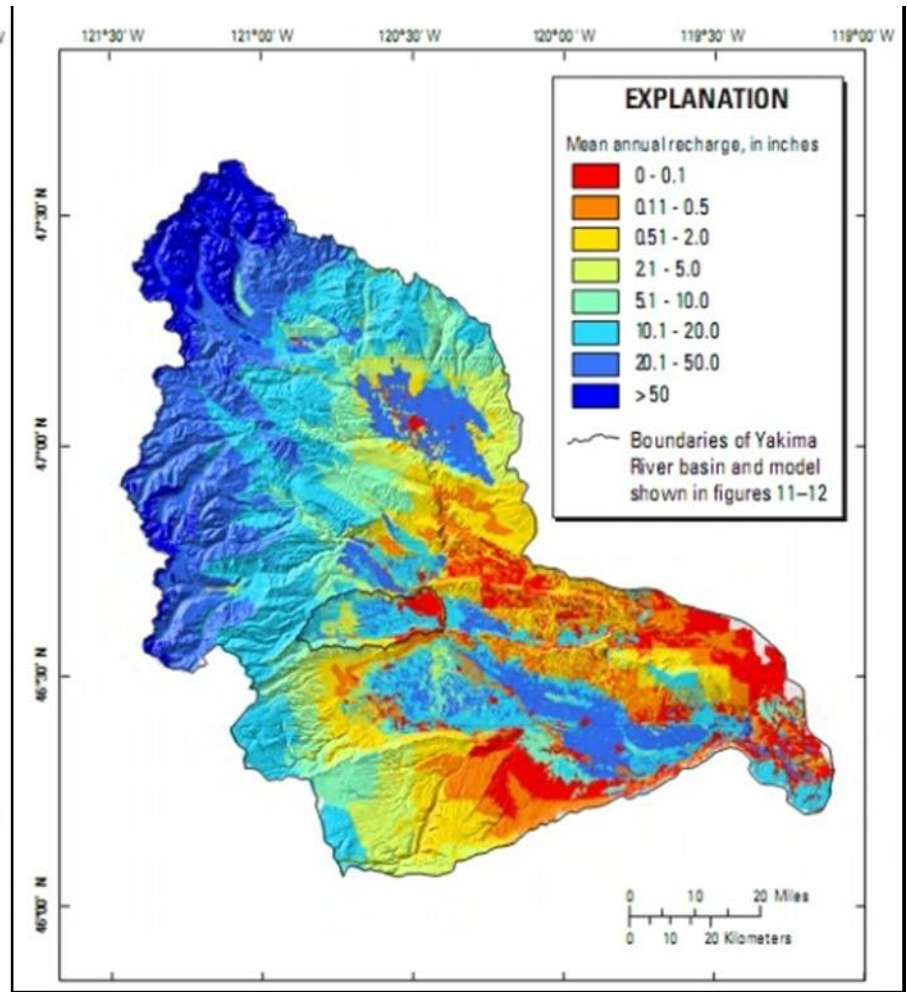 W
121°30' W 121°00' W 120°30' W 120°00' W 119°30' W 119°00' W
EXPLANATION
Mean annual recharge, in inches
0 - 0.1
0.11 - 0.5
0.51 - 2.0
2.1 - 5.0
5.1 - 10.0
10.1 - 20.0
20.1 - 50.0
>50
Boundaries of Yakima
River basin and model
shown in figures 11–12
47°30' N
47°00' N
46°30' N
46°00' N
0 10 20 Miles
0 10 20 Kilometers